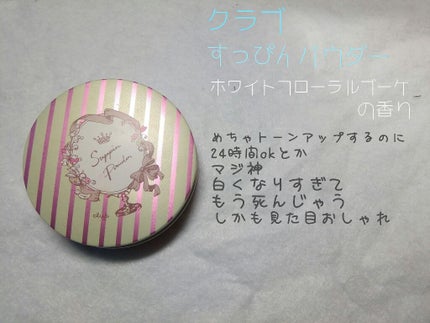 クラブ
すっぴんパウダー
ホワイトフローラルブーケ
の香り
めちゃトーンアップするのに
24時間okとか
マジ神
白くなりすぎて
もう死んじゃう
しかも見た目おしゃれ
Suppin
Powder
club